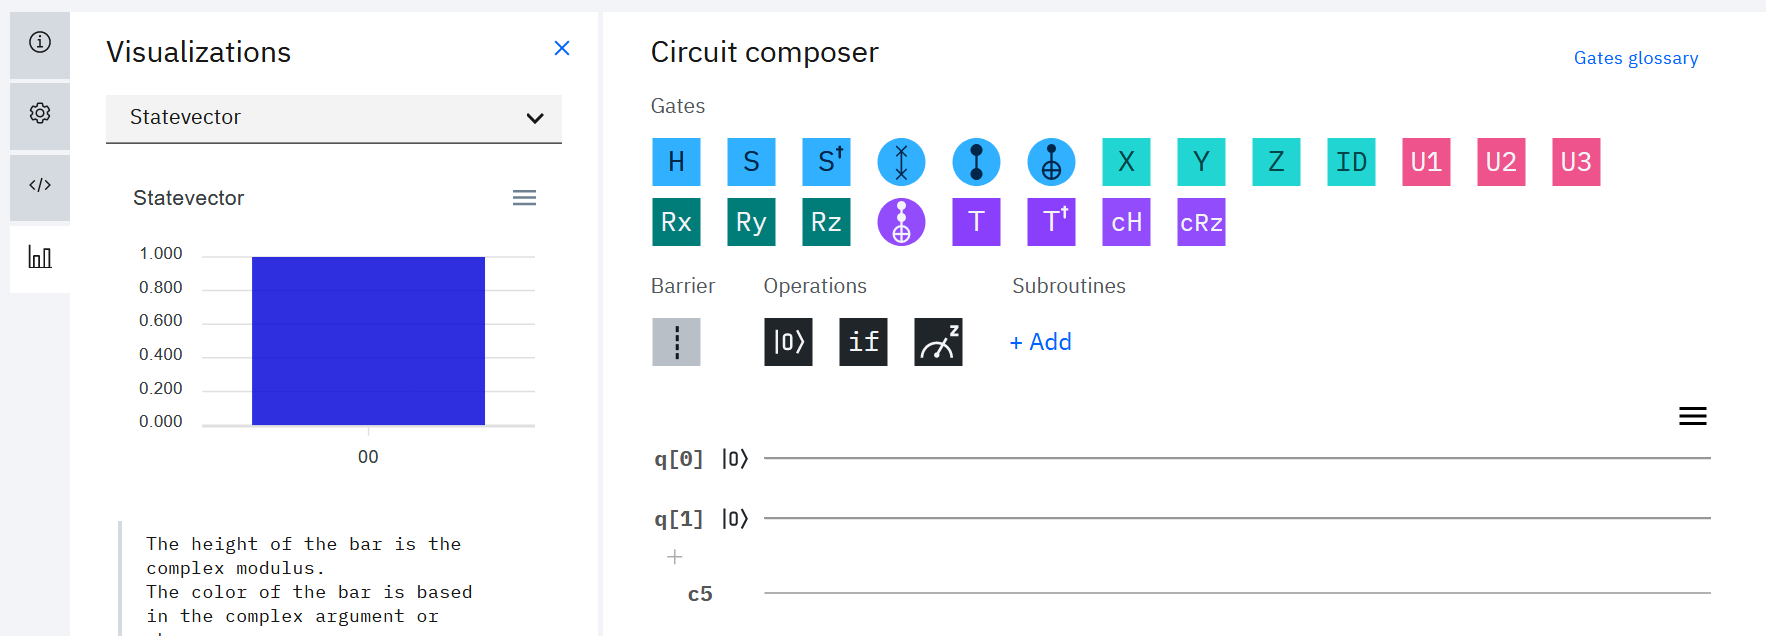 Visualizations
Statevector
Statevector
1.000
0.800
0.600
0.400
0.200
0.000
00
The height of the bar is the
complex modulus.
The color of the bar is based
in the complex argument or
Circuit composer
Gates glossary
Gates
H S S† X Y Z ID U1 U2 U3
Rx Ry Rz T T† cH cRz
Barrier Operations Subroutines
|0⟩ if z + Add
q[0] |0⟩
q[1] |0⟩
+
c5